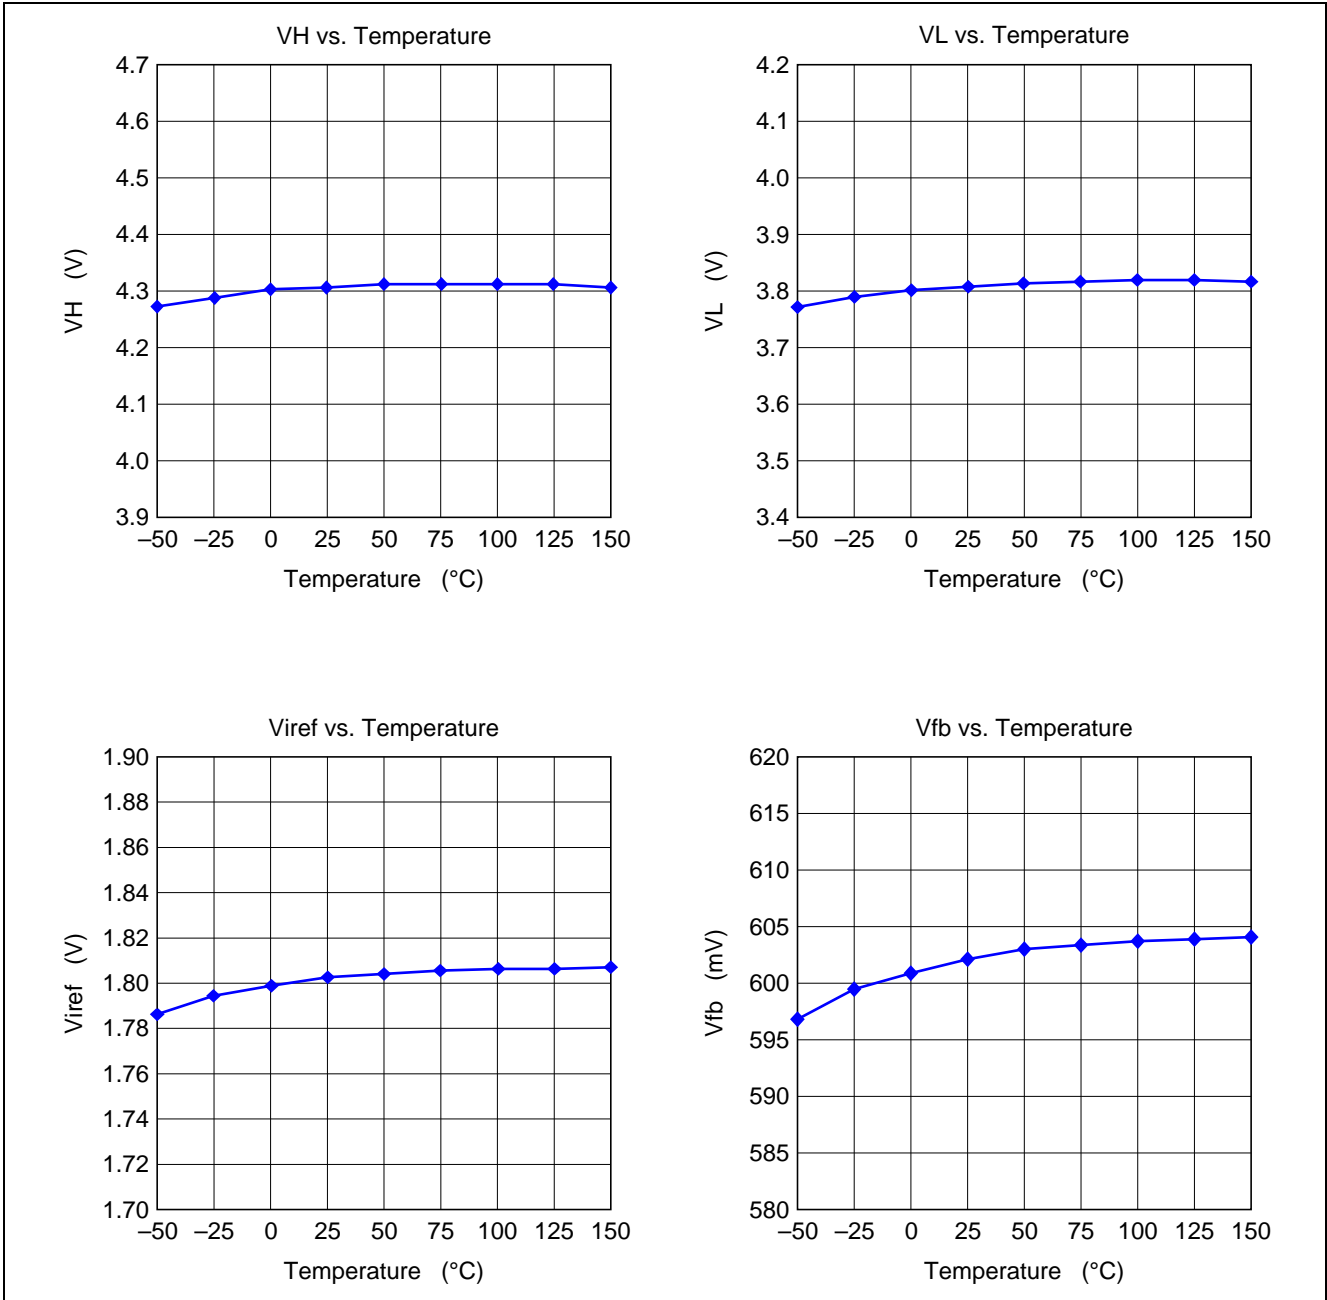 VH vs. Temperature
4.7
4.6
4.5
4.4
4.3
4.2
4.1
4.0
3.9
VH (V)
–50 –25 0 25 50 75 100 125 150
Temperature (°C)
VL vs. Temperature
4.2
4.1
4.0
3.9
3.8
3.7
3.6
3.5
3.4
VL (V)
–50 –25 0 25 50 75 100 125 150
Temperature (°C)
Viref vs. Temperature
1.90
1.88
1.86
1.84
1.82
1.80
1.78
1.76
1.74
1.72
1.70
Viref (V)
–50 –25 0 25 50 75 100 125 150
Temperature (°C)
Vfb vs. Temperature
620
615
610
605
600
595
590
585
580
Vfb (mV)
–50 –25 0 25 50 75 100 125 150
Temperature (°C)